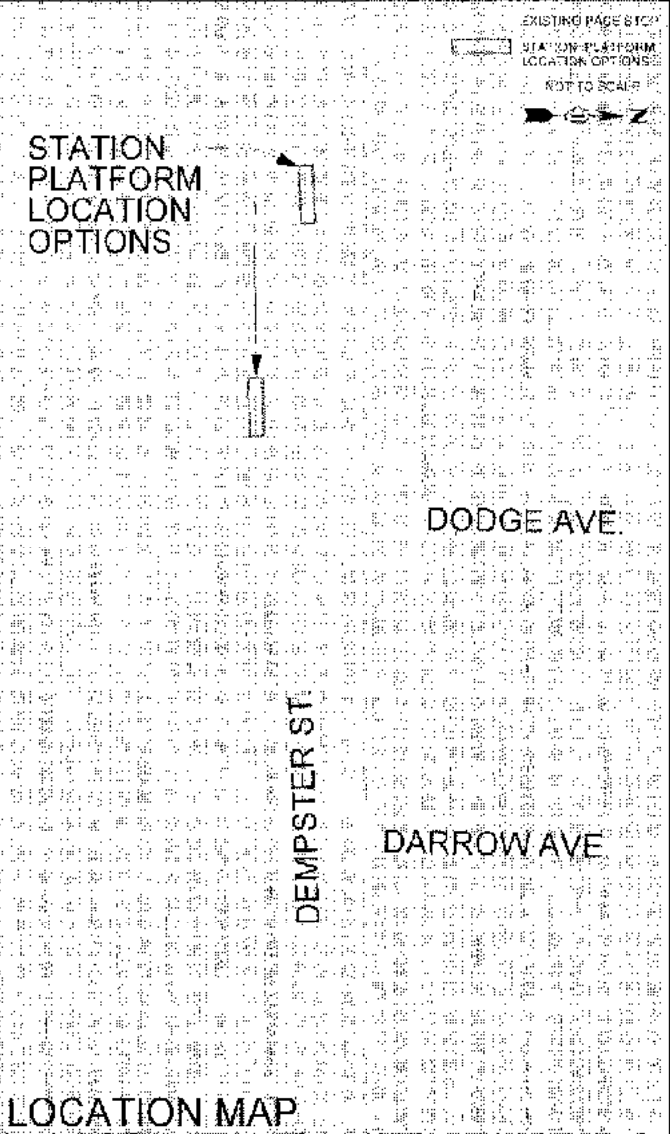 EXISTING PACE STOP
STATION PLATFORM
LOCATION OPTIONS
NOT TO SCALE
Z
STATION
PLATFORM
LOCATION
OPTIONS
DODGE AVE.
DEMPSTER ST.
DARROW AVE
LOCATION MAP